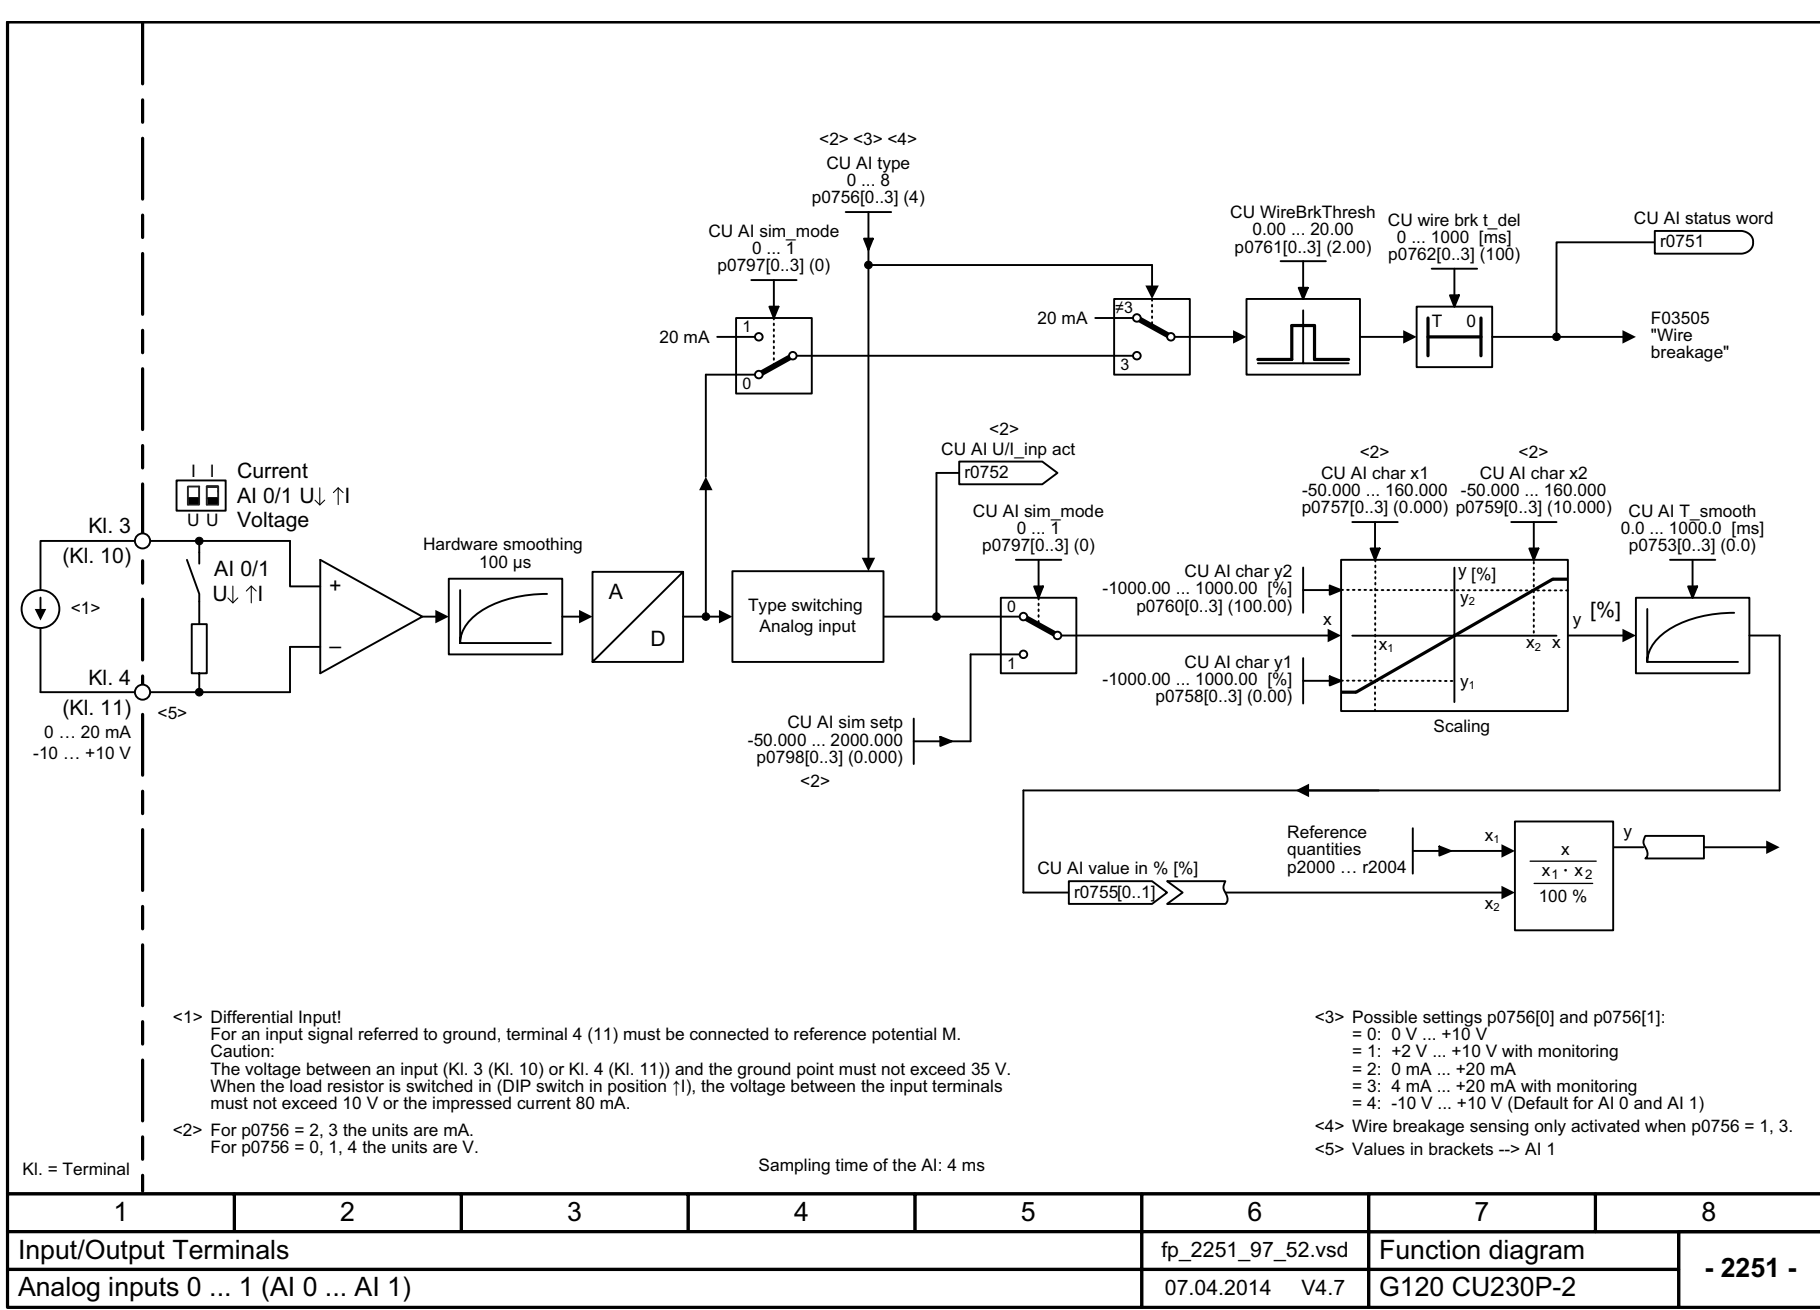 <2> <3> <4>
CU AI type
0 ... 8
p0756[0..3] (4)
CU AI sim_mode
0 ... 1
p0797[0..3] (0)
20 mA
1
0
20 mA
≠3
3
CU WireBrkThresh
0.00 ... 20.00
p0761[0..3] (2.00)
CU wire brk t_del
0 ... 1000 [ms]
p0762[0..3] (100)
T 0
CU AI status word
r0751
F03505
"Wire
breakage"
I I
U U
Current
AI 0/1 U↓ ↑I
Voltage
Kl. 3
(Kl. 10)
<1>
AI 0/1
U↓ ↑I
Kl. 4
(Kl. 11)
0 ... 20 mA
-10 ... +10 V
<5>
+
–
Hardware smoothing
100 µs
A
D
Type switching
Analog input
<2>
CU AI U/I_inp act
r0752
CU AI sim_mode
0 ... 1
p0797[0..3] (0)
0
1
CU AI sim setp
-50.000 ... 2000.000
p0798[0..3] (0.000)
<2>
<2>
CU AI char x1
-50.000 ... 160.000
p0757[0..3] (0.000)
<2>
CU AI char x2
-50.000 ... 160.000
p0759[0..3] (10.000)
CU AI char y2
-1000.00 ... 1000.00 [%]
p0760[0..3] (100.00)
x
CU AI char y1
-1000.00 ... 1000.00 [%]
p0758[0..3] (0.00)
y [%]
y2
x1
x2 x
y1
Scaling
y [%]
CU AI T_smooth
0.0 ... 1000.0 [ms]
p0753[0..3] (0.0)
CU AI value in % [%]
r0755[0..1]
Reference
quantities
p2000 ... r2004
x1
x2
x
x1 · x2
100 %
y
<1> Differential Input!
For an input signal referred to ground, terminal 4 (11) must be connected to reference potential M.
Caution:
The voltage between an input (Kl. 3 (Kl. 10) or Kl. 4 (Kl. 11)) and the ground point must not exceed 35 V.
When the load resistor is switched in (DIP switch in position ↑I), the voltage between the input terminals
must not exceed 10 V or the impressed current 80 mA.
<2> For p0756 = 2, 3 the units are mA.
For p0756 = 0, 1, 4 the units are V.
<3> Possible settings p0756[0] and p0756[1]:
= 0: 0 V ... +10 V
= 1: +2 V ... +10 V with monitoring
= 2: 0 mA ... +20 mA
= 3: 4 mA ... +20 mA with monitoring
= 4: -10 V ... +10 V (Default for AI 0 and AI 1)
<4> Wire breakage sensing only activated when p0756 = 1, 3.
<5> Values in brackets --> AI 1
Kl. = Terminal
Sampling time of the AI: 4 ms
1 2 3 4 5 6 7 8
Input/Output Terminals
fp_2251_97_52.vsd
Function diagram
- 2251 -
Analog inputs 0 ... 1 (AI 0 ... AI 1)
07.04.2014 V4.7
G120 CU230P-2